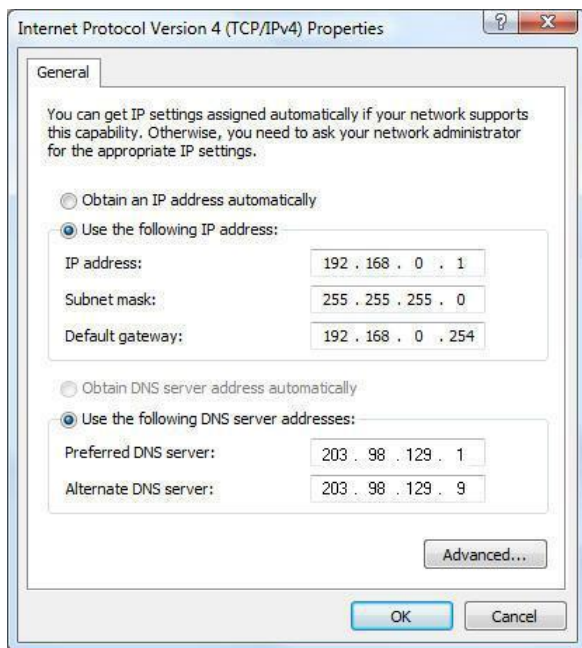 Internet Protocol Version 4 (TCP/IPv4) Properties
?
X
General
You can get IP settings assigned automatically if your network supports
this capability. Otherwise, you need to ask your network administrator
for the appropriate IP settings.
Obtain an IP address automatically
Use the following IP address:
IP address: 192 . 168 . 0 . 1
Subnet mask: 255 . 255 . 255 . 0
Default gateway: 192 . 168 . 0 . 254
Obtain DNS server address automatically
Use the following DNS server addresses:
Preferred DNS server: 203 . 98 . 129 . 1
Alternate DNS server: 203 . 98 . 129 . 9
Advanced...
OK Cancel